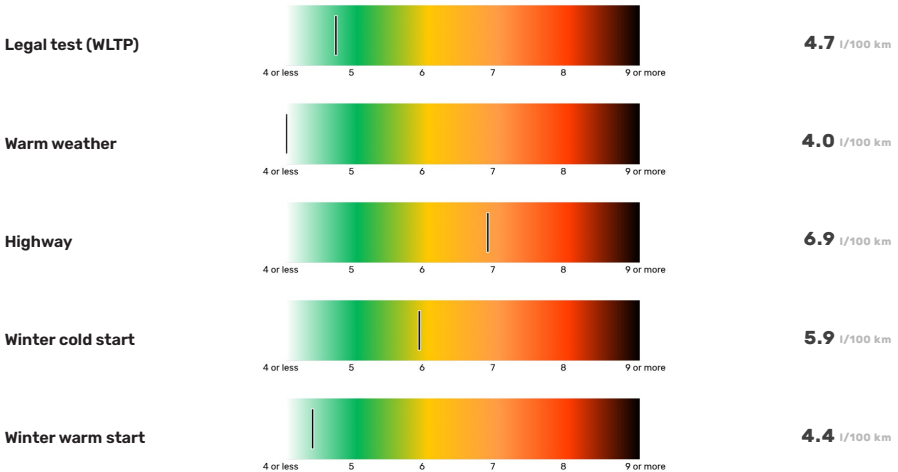 Legal test (WLTP) 4.7 l/100 km
4 or less 5 6 7 8 9 or more
Warm weather 4.0 l/100 km
4 or less 5 6 7 8 9 or more
Highway 6.9 l/100 km
4 or less 5 6 7 8 9 or more
Winter cold start 5.9 l/100 km
4 or less 5 6 7 8 9 or more
Winter warm start 4.4 l/100 km
4 or less 5 6 7 8 9 or more